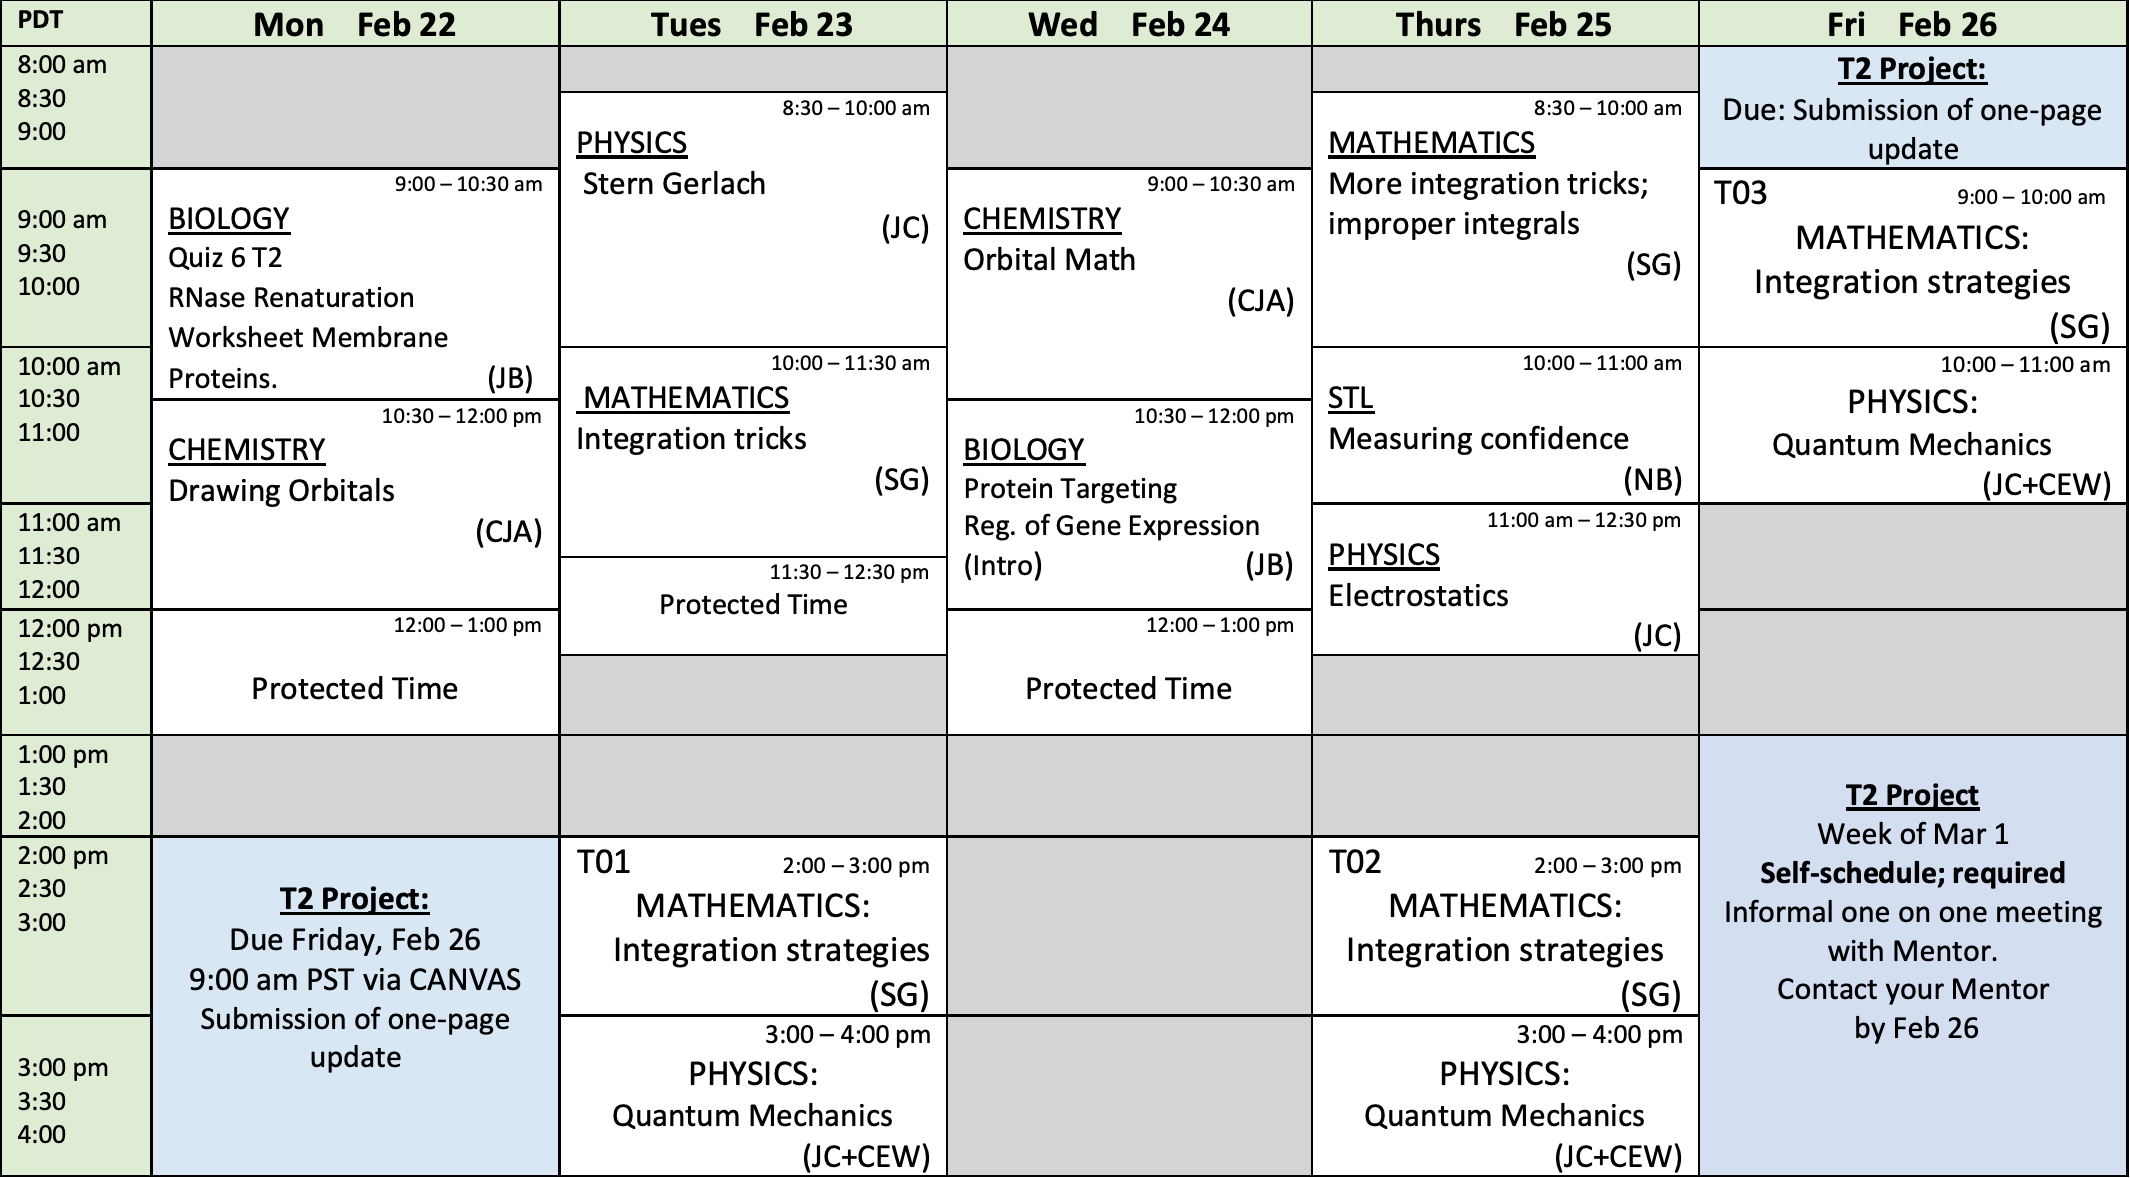 PDT
Mon Feb 22
Tues Feb 23
Wed Feb 24
Thurs Feb 25
Fri Feb 26
8:00 am
8:30
9:00
T2 Project:
Due: Submission of one-page
update
9:00 am
9:30
10:00
9:00 – 10:30 am
BIOLOGY
Quiz 6 T2
RNase Renaturation
Worksheet Membrane
Proteins. (JB)
8:30 – 10:00 am
PHYSICS
Stern Gerlach
(JC)
9:00 – 10:30 am
CHEMISTRY
Orbital Math
(CJA)
8:30 – 10:00 am
MATHEMATICS
More integration tricks;
improper integrals
(SG)
T03 9:00 – 10:00 am
MATHEMATICS:
Integration strategies
(SG)
10:00 am
10:30
11:00
10:30 – 12:00 pm
CHEMISTRY
Drawing Orbitals
(CJA)
10:00 – 11:30 am
MATHEMATICS
Integration tricks
(SG)
10:30 – 12:00 pm
BIOLOGY
Protein Targeting
Reg. of Gene Expression
(Intro) (JB)
10:00 – 11:00 am
STL
Measuring confidence
(NB)
10:00 – 11:00 am
PHYSICS:
Quantum Mechanics
(JC+CEW)
11:00 am
11:30
12:00
11:30 – 12:30 pm
Protected Time
11:00 am – 12:30 pm
PHYSICS
Electrostatics
(JC)
12:00 pm
12:30
1:00
12:00 – 1:00 pm
Protected Time
12:00 – 1:00 pm
Protected Time
1:00 pm
1:30
2:00
T2 Project
Week of Mar 1
Self-schedule; required
Informal one on one meeting
with Mentor.
Contact your Mentor
by Feb 26
2:00 pm
2:30
3:00
T2 Project:
Due Friday, Feb 26
9:00 am PST via CANVAS
Submission of one-page
update
T01 2:00 – 3:00 pm
MATHEMATICS:
Integration strategies
(SG)
T02 2:00 – 3:00 pm
MATHEMATICS:
Integration strategies
(SG)
3:00 pm
3:30
4:00
3:00 – 4:00 pm
PHYSICS:
Quantum Mechanics
(JC+CEW)
3:00 – 4:00 pm
PHYSICS:
Quantum Mechanics
(JC+CEW)